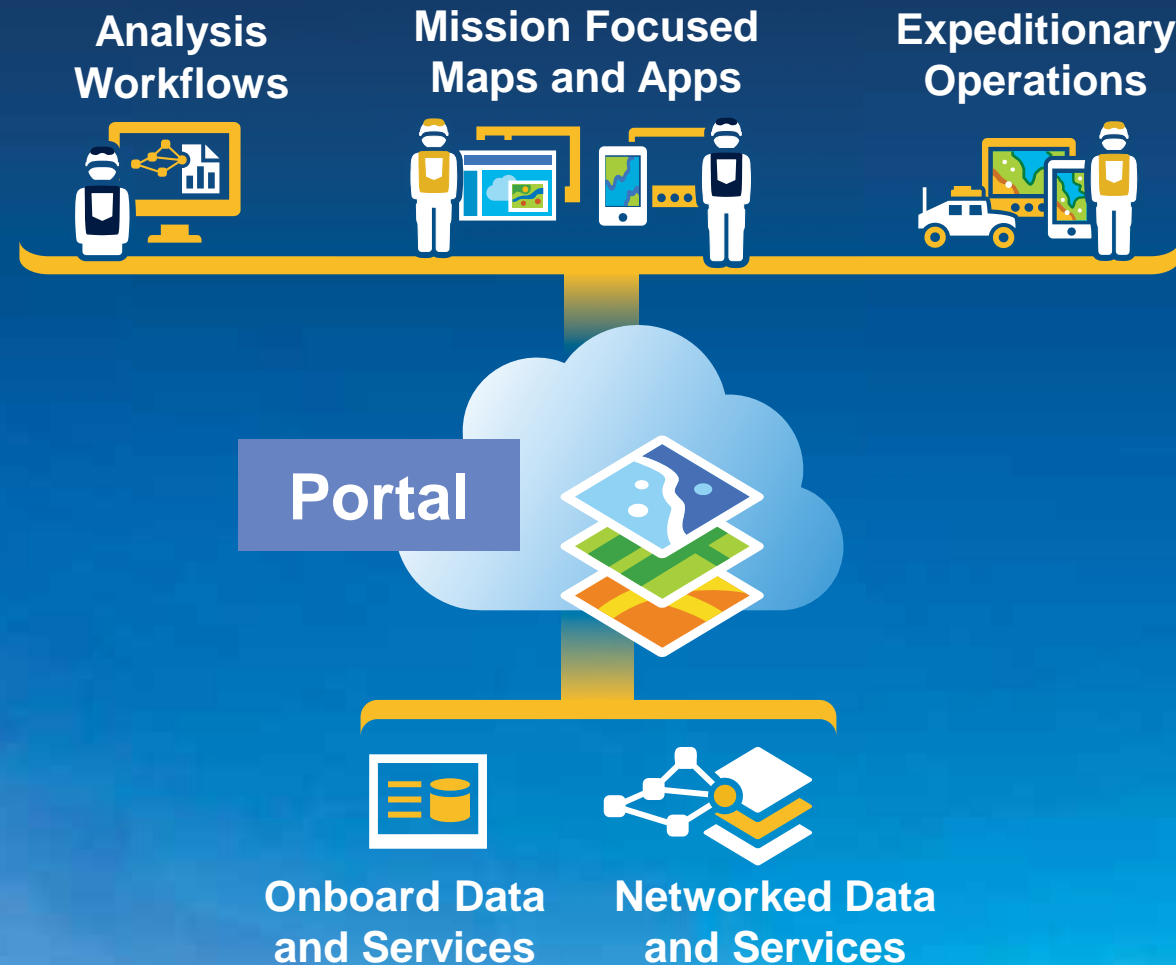 Analysis
Workflows
Mission Focused
Maps and Apps
Expeditionary
Operations
Portal
Onboard Data
and Services
Networked Data
and Services